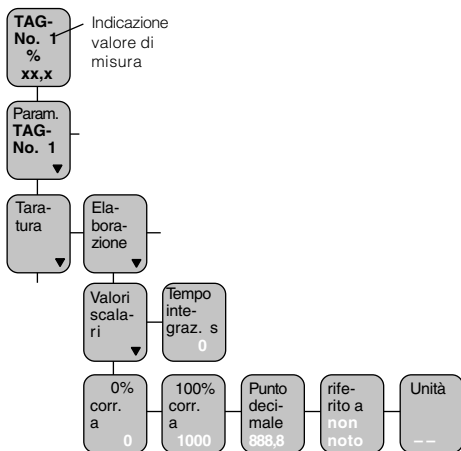 TAG-
No. 1
%
xx,x
Indicazione
valore di
misura
Param.
TAG-
No. 1
Tara-
tura
Ela-
bora-
zione
Valori
scala-
ri
Tempo
inte-
graz. s
0
0%
corr.
a
0
100%
corr.
a
1000
Punto
deci-
male
888,8
rife-
rito a
non
noto
Unità
– –